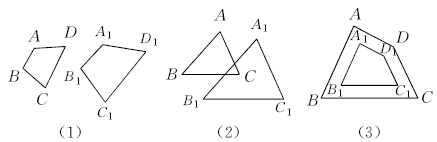 A D A₁ D₁ B C B₁ C₁
A A₁ B C B₁ C₁
A A₁ D D₁ B B₁ C₁ C
(1) (2) (3)